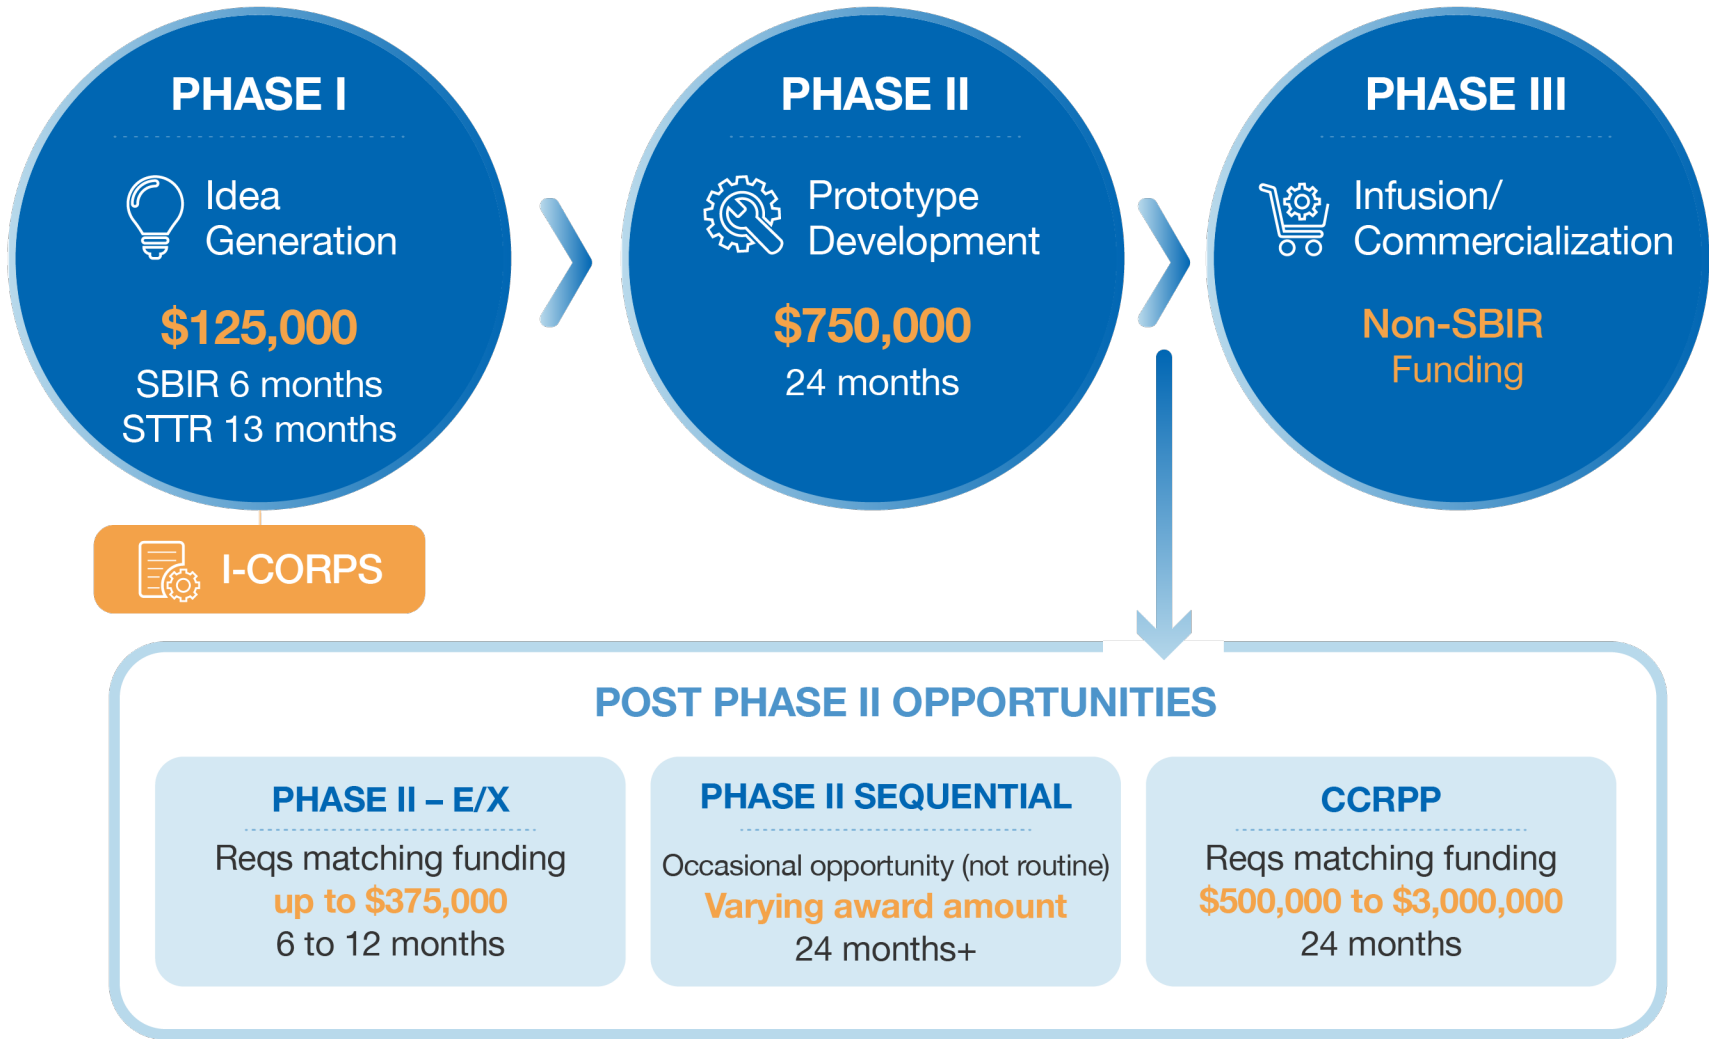 PHASE I
Idea
Generation
$125,000
SBIR 6 months
STTR 13 months
I-CORPS
PHASE II
Prototype
Development
$750,000
24 months
PHASE III
Infusion/
Commercialization
Non-SBIR
Funding
POST PHASE II OPPORTUNITIES
PHASE II – E/X
Reqs matching funding
up to $375,000
6 to 12 months
PHASE II SEQUENTIAL
Occasional opportunity (not routine)
Varying award amount
24 months+
CCRPP
Reqs matching funding
$500,000 to $3,000,000
24 months